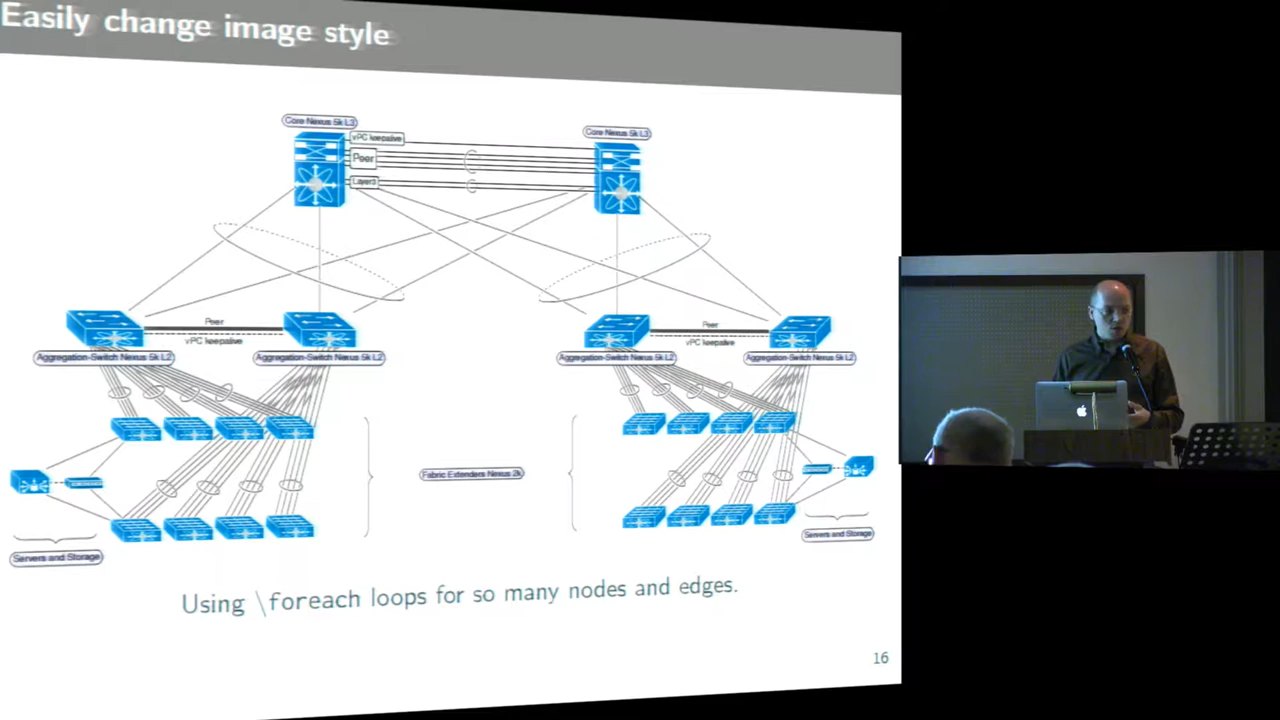 Easily change image style
Core Nexus 5k L3
Core Nexus 5k L3
vPC keepalive
Peer
Layer3
Peer
vPC keepalive
Peer
vPC keepalive
Aggregation-Switch Nexus 5k L2
Aggregation-Switch Nexus 5k L2
Aggregation-Switch Nexus 5k L2
Aggregation-Switch Nexus 5k L2
Fabric Extenders Nexus 2k
Servers and Storage
Servers and Storage
Using \foreach loops for so many nodes and edges.
16